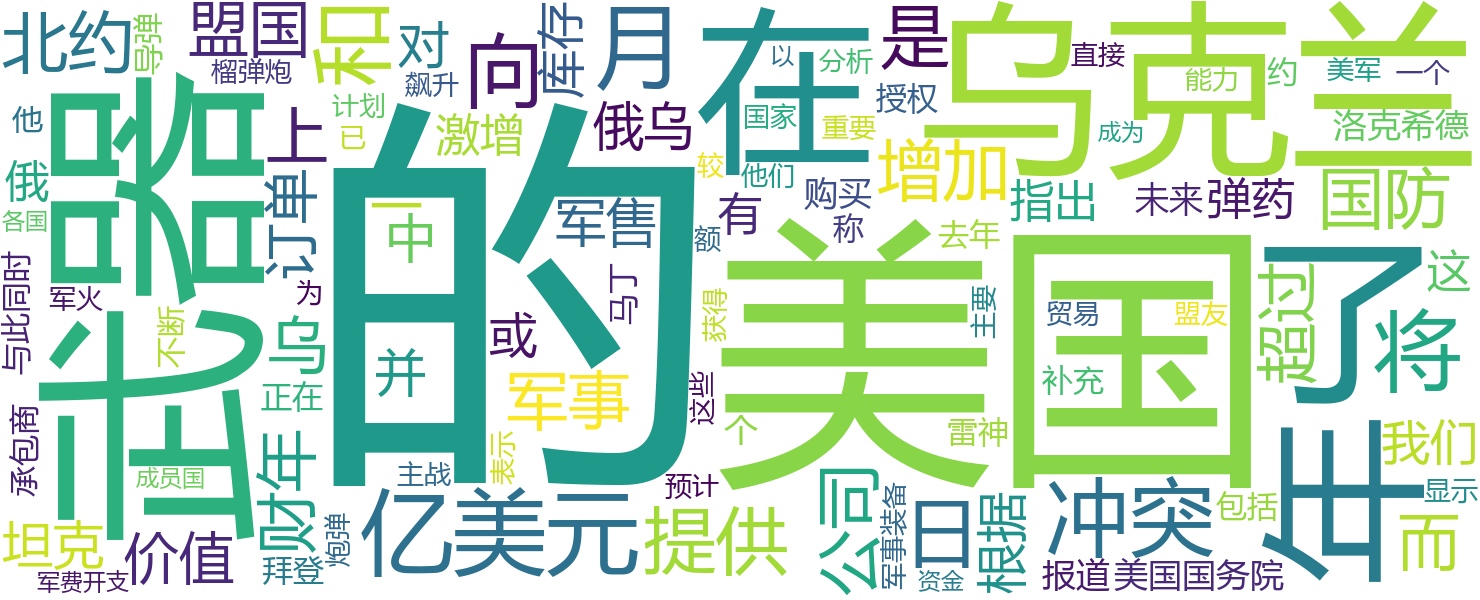 北约
导弹
盟国
榴弹炮
和
对
飙升
向
库存
月
在
以
分析
是
授权
乌克兰
直接
能力
约
美军
一个
洛克希德
他
计划
已
激增
俄乌
国家
重要
成为
俄
武器
上
的
较
他们
增加
指出
未来
弹药
国防
各国
订单
一
中
军售
有
额
购买
称
去年
了
这
与此同时
军火
为
不断
乌
或
马丁
获得
美国
主要
贸易
盟友
超过
将
并
军事
这些
补充
正在
个
雷神
承包商
年
财年
主战
表示
预计
我们
成员国
显示
坦克
价值
军费开支
拜登
炮弹
亿美元
提供
公司
军事装备
日
资金
根据
冲突
包括
报道
美国国务院
而